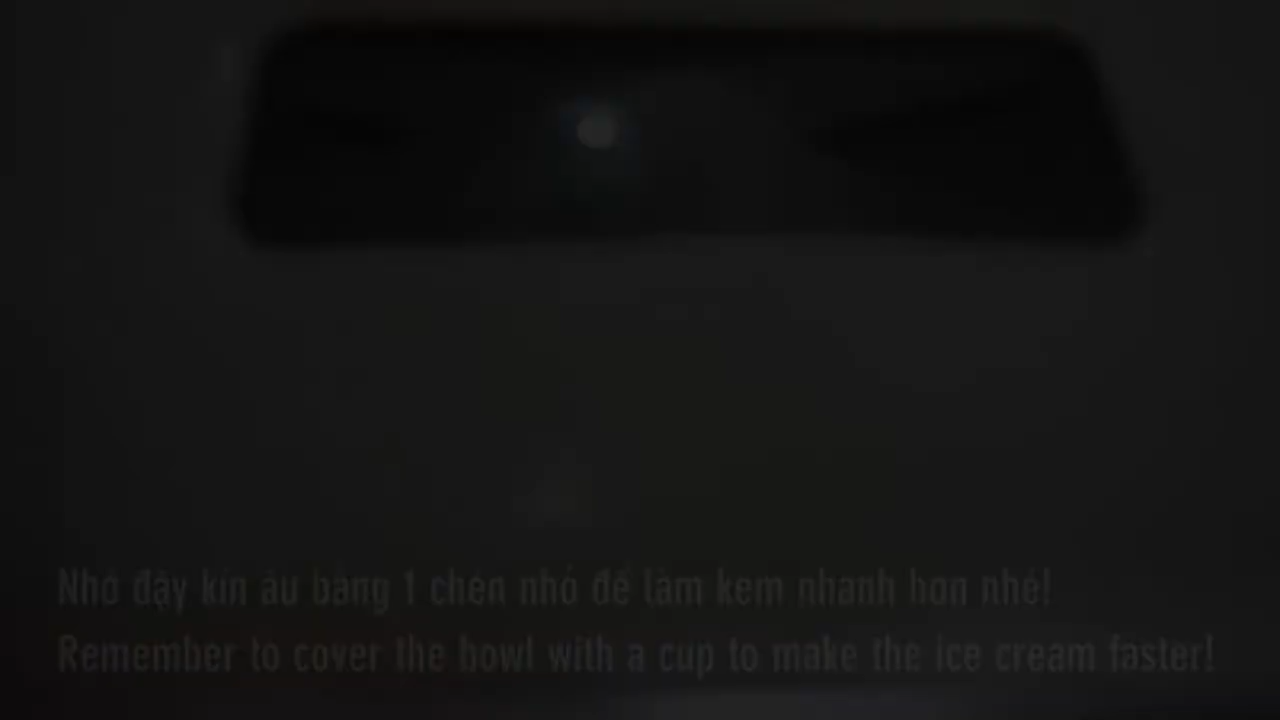 Nhớ đậy kín âu bằng 1 chén nhỏ để làm kem nhanh hơn nhé!
Remember to cover the bowl with a cup to make the ice cream faster!